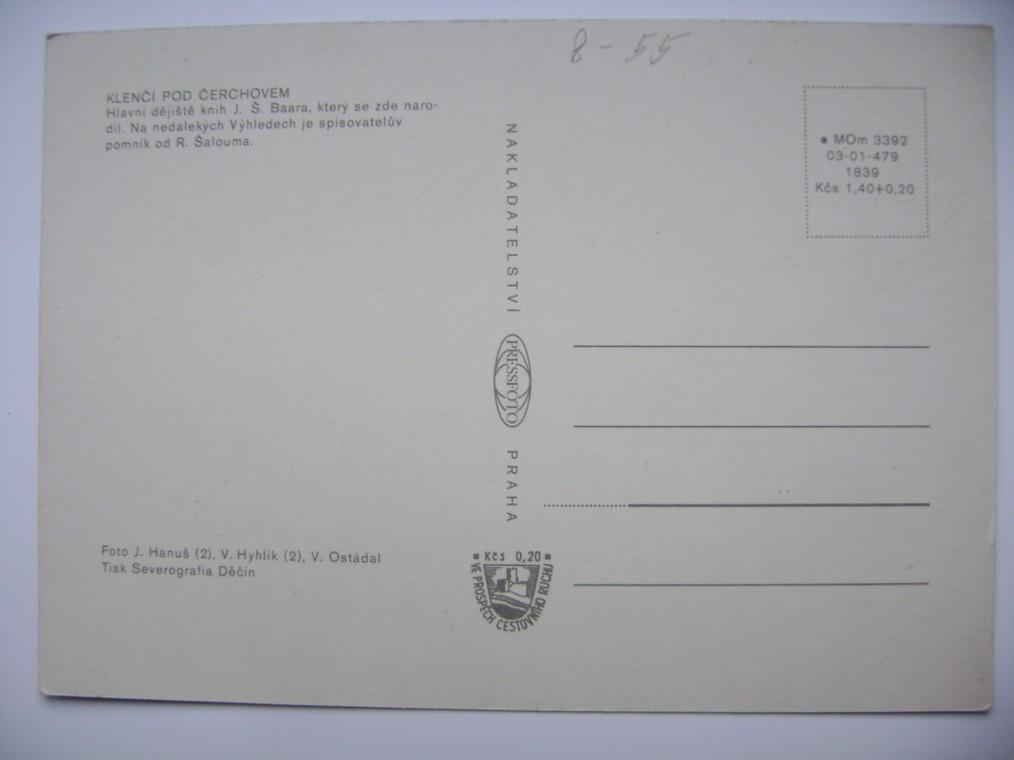 8 - 55
KLENČÍ POD ČERCHOVEM
Hlavní dějiště knih J. Š. Baara, který se zde naro-
dil. Na nedalekých Výhledech je spisovatelův
pomník od R. Šalouma.
● MOm 3392
03-01-479
1839
Kčs 1,40+0,20
NAKLADATELSTVÍ
PRESSFOTO
PRAHA
Foto J. Hanuš (2), V. Hyhlík (2), V. Ostádal
Tisk Severografia Děčín
▪ Kčs 0,20 ▪
VE PROSPĚCH CESTOVNÍHO RUCHU